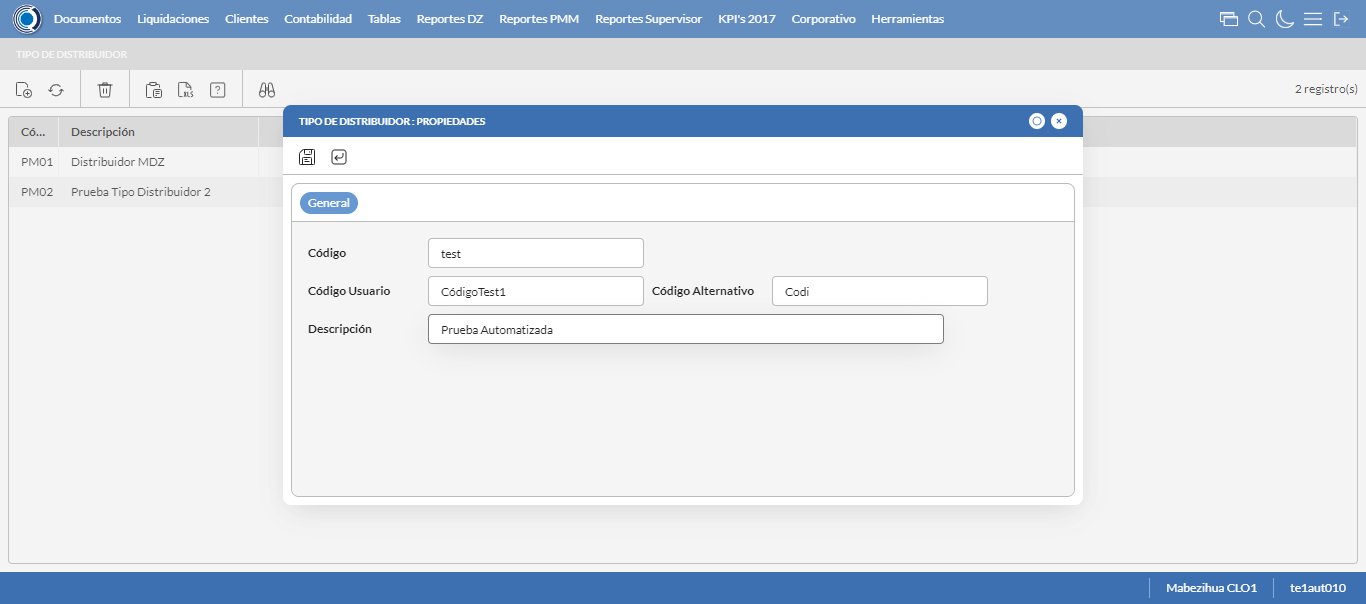 Documentos Liquidaciones Clientes Contabilidad Tablas Reportes DZ Reportes PMM Reportes Supervisor KPI's 2017 Corporativo Herramientas
TIPO DE DISTRIBUIDOR
XLS ? 2 registro(s)
Có... Descripción
PM01 Distribuidor MDZ
PM02 Prueba Tipo Distribuidor 2
TIPO DE DISTRIBUIDOR : PROPIEDADES
General
Código test
Código Usuario CódigoTest1 Código Alternativo Codi
Descripción Prueba Automatizada
Mabezihua CLO1 te1aut010